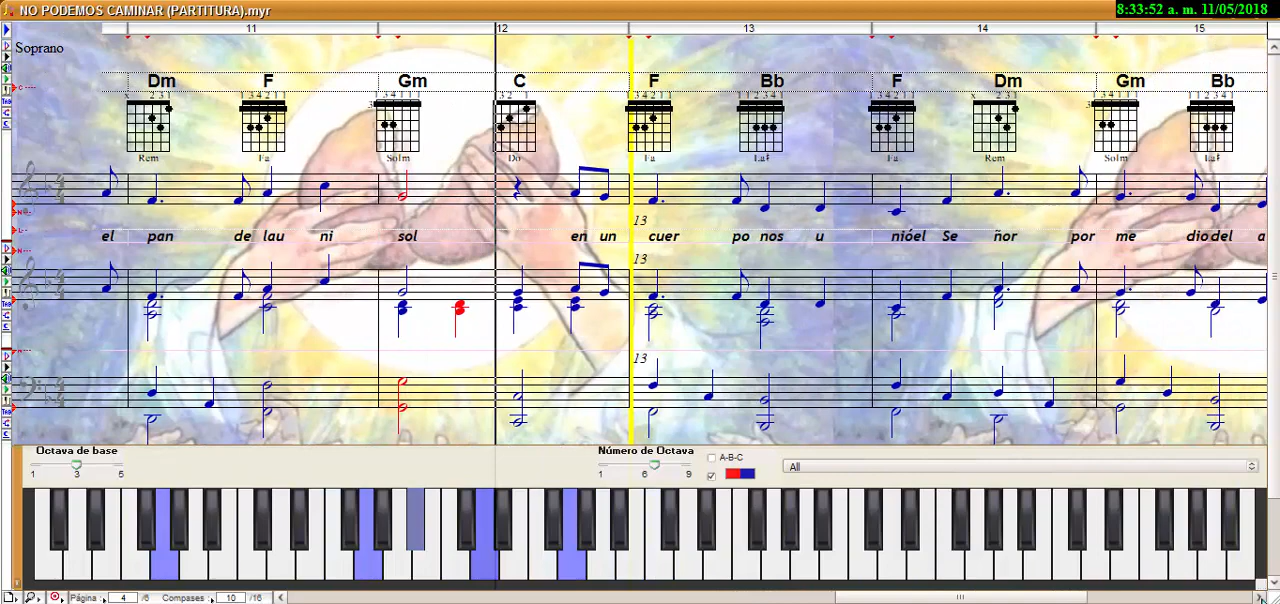 NO PODEMOS CAMINAR (PARTITURA).myr
8:33:52 a. m. 11/05/2018
11 12 13 14 15
Soprano
Dm F Gm C F Bb F Dm Gm Bb
Rem Fa Solm Do Fa Fa Rem Solm
13
el pan de lau ni sol en un cuer po nos u nióel Se ñor por me dio del a
13
13
Octava de base
1 3 5
Número de Octava
1 6 9
A-B-C
All
Página : 4 /6 Compases : 10 /16